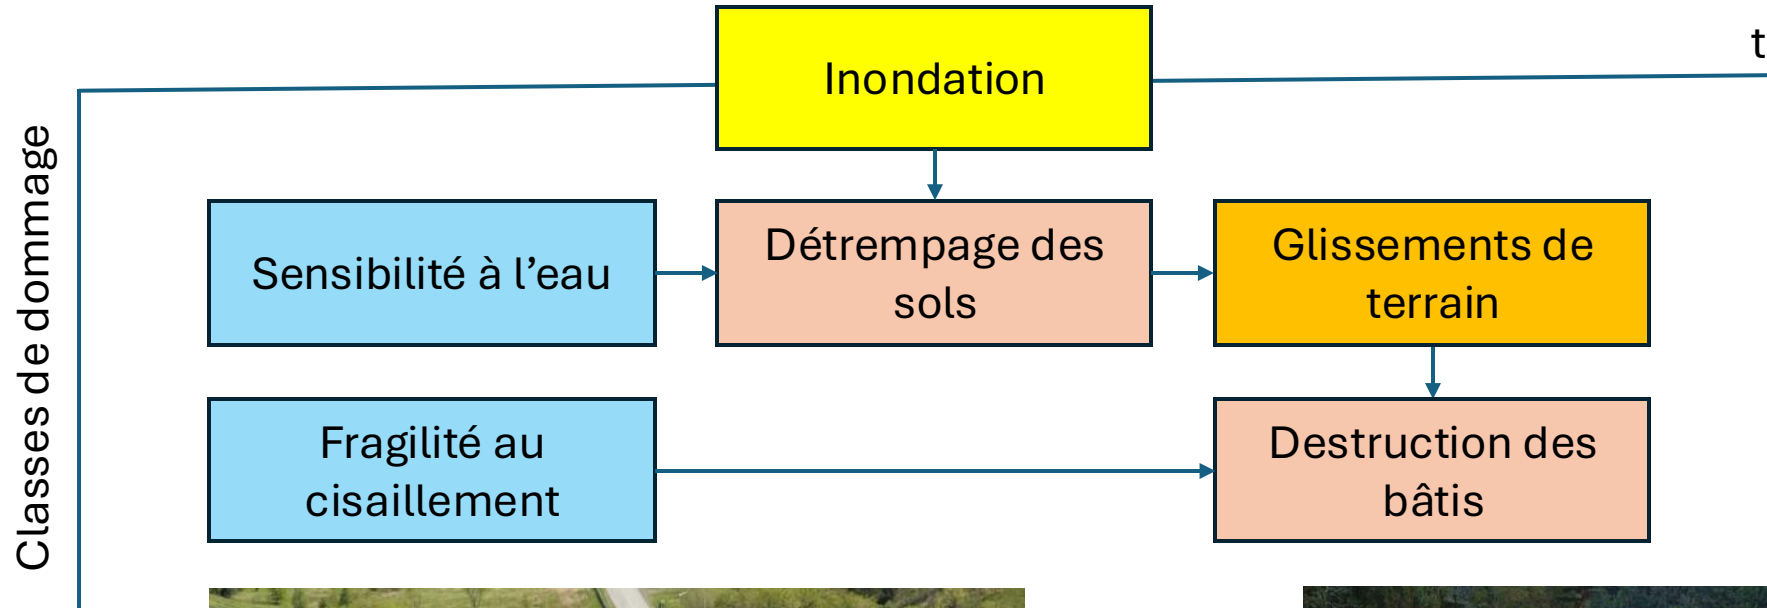 Inondation
t
Classes de dommage
Sensibilité à l’eau
Détrempage des
sols
Glissements de
terrain
Fragilité au
cisaillement
Destruction des
bâtis